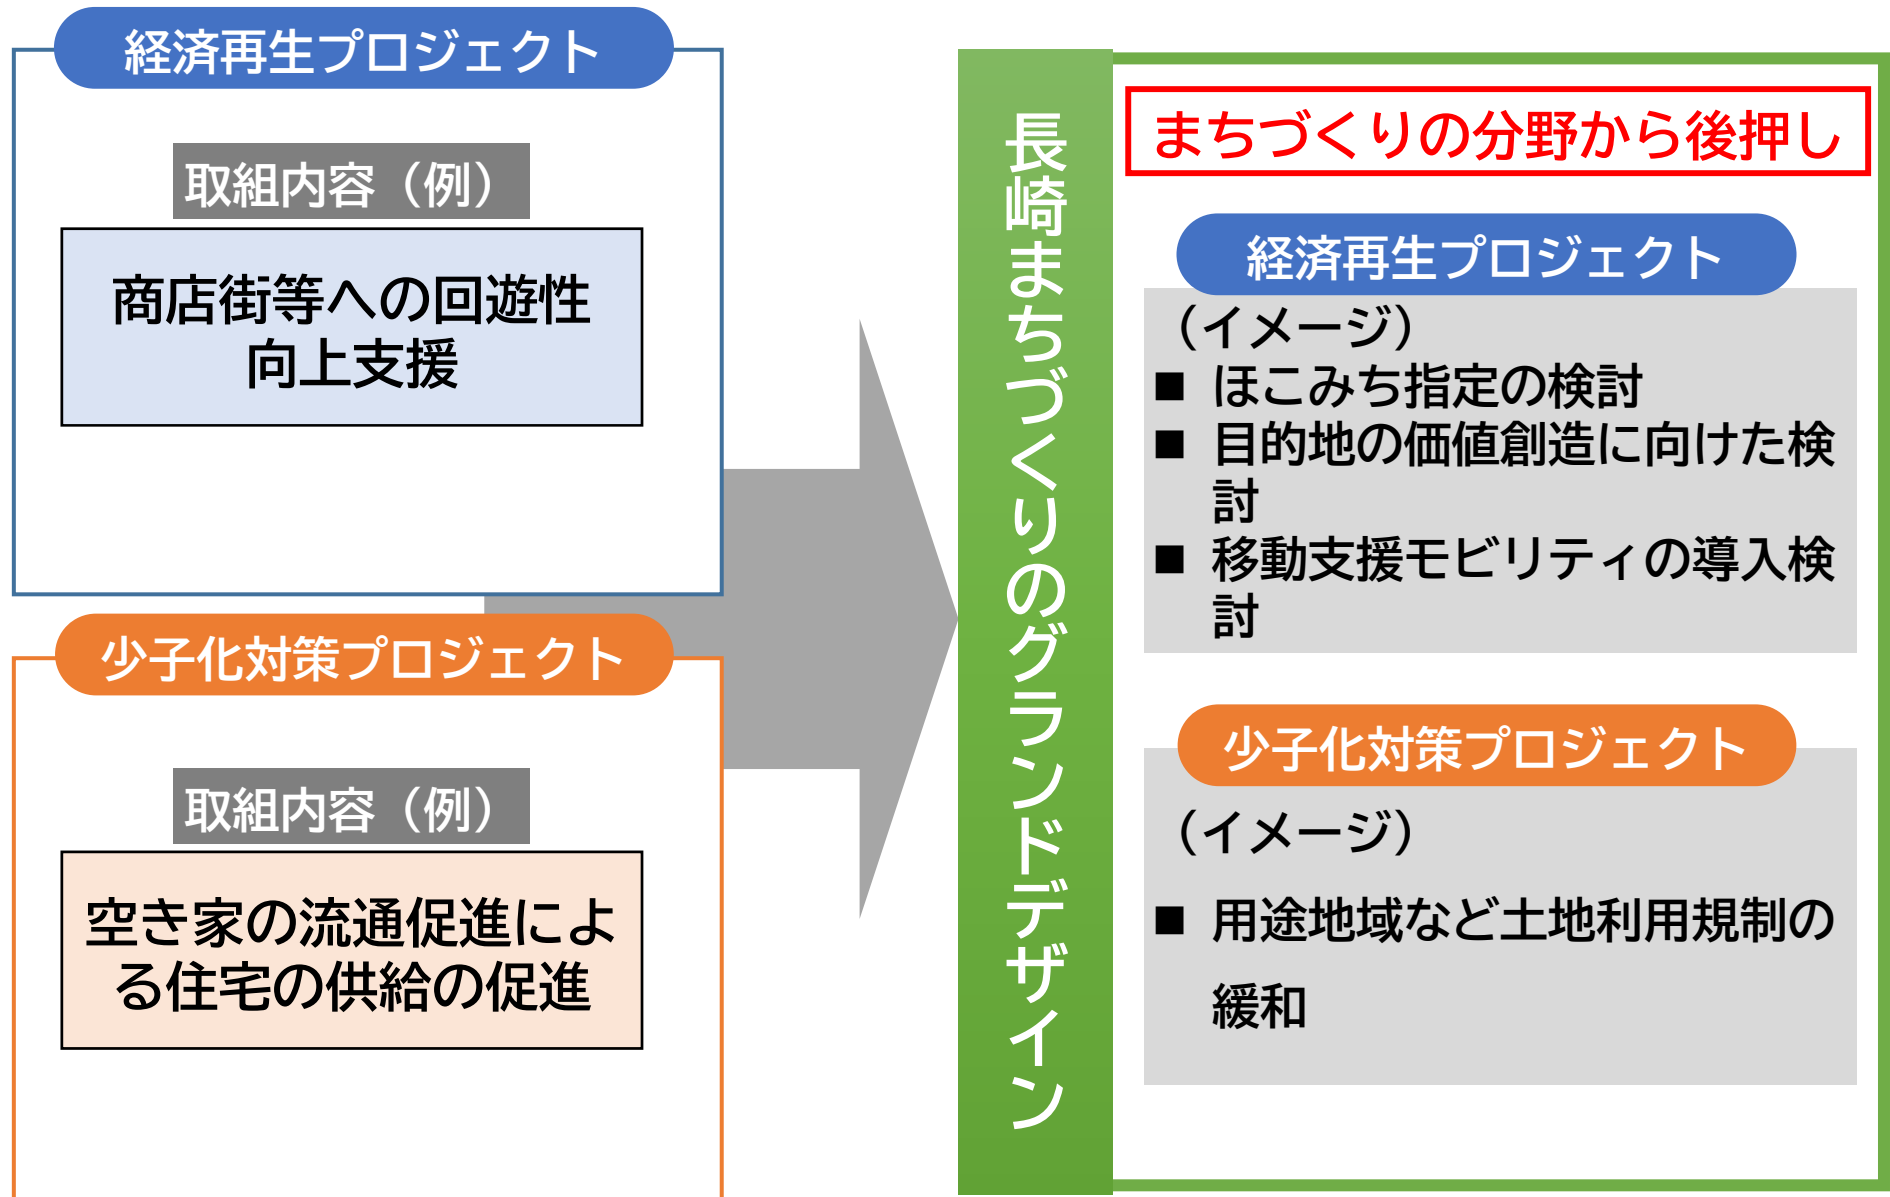 経済再生プロジェクト
取組内容（例）
商店街等への回遊性
向上支援
少子化対策プロジェクト
取組内容（例）
空き家の流通促進によ
る住宅の供給の促進
長崎まちづくりのグランドデザイン
まちづくりの分野から後押し
経済再生プロジェクト
（イメージ）
■ ほこみち指定の検討
■ 目的地の価値創造に向けた検
討
■ 移動支援モビリティの導入検
討
少子化対策プロジェクト
（イメージ）
■ 用途地域など土地利用規制の
緩和